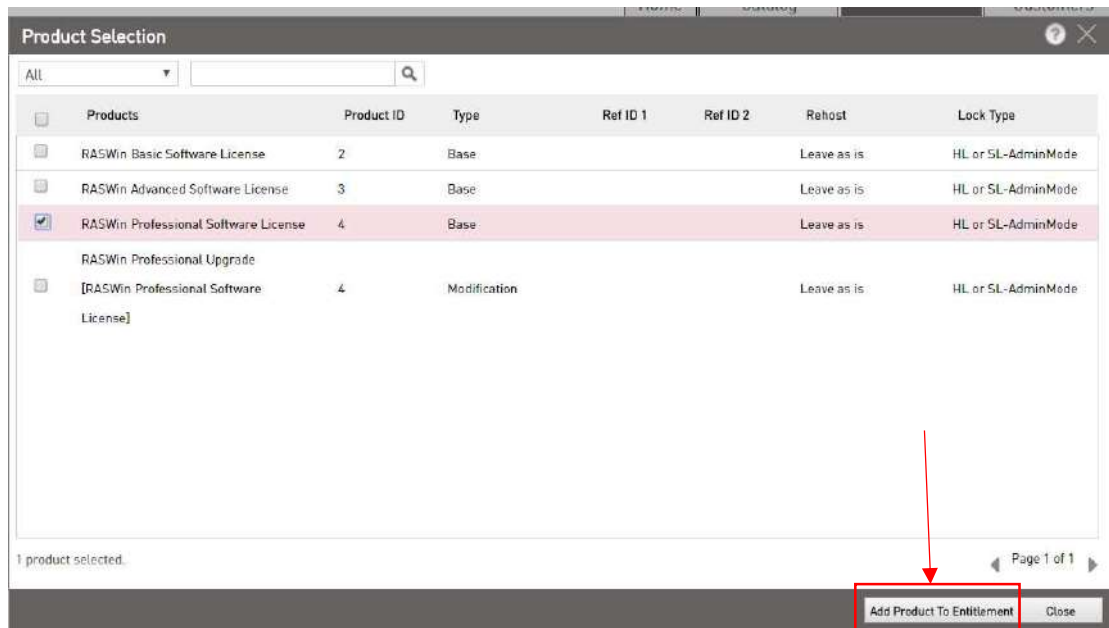 Home Catalog Customers
Product Selection
All
Products Product ID Type Ref ID 1 Ref ID 2 Rehost Lock Type
RASWin Basic Software License 2 Base Leave as is HL or SL-AdminMode
RASWin Advanced Software License 3 Base Leave as is HL or SL-AdminMode
RASWin Professional Software License 4 Base Leave as is HL or SL-AdminMode
RASWin Professional Upgrade
[RASWin Professional Software 4 Modification Leave as is HL or SL-AdminMode
License]
1 product selected. Page 1 of 1
Add Product To Entitlement Close